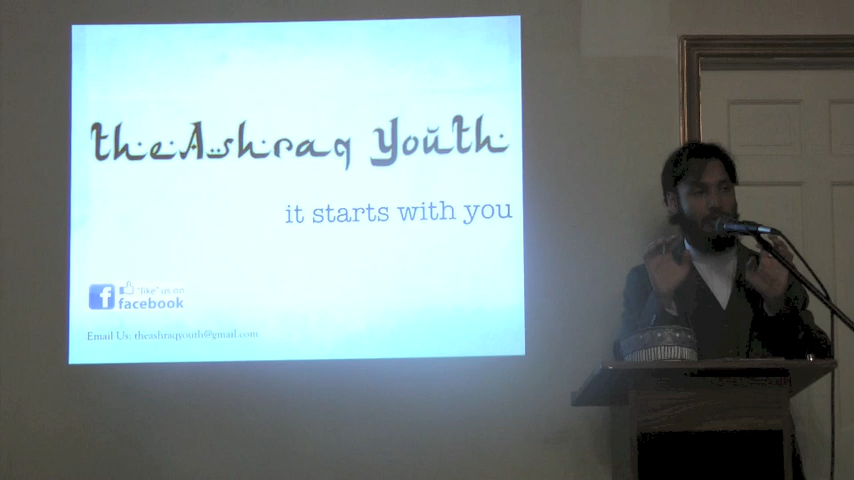 theAshraq Youth
it starts with you
f "like" us on
facebook
Email Us: theashraqyouth@gmail.com